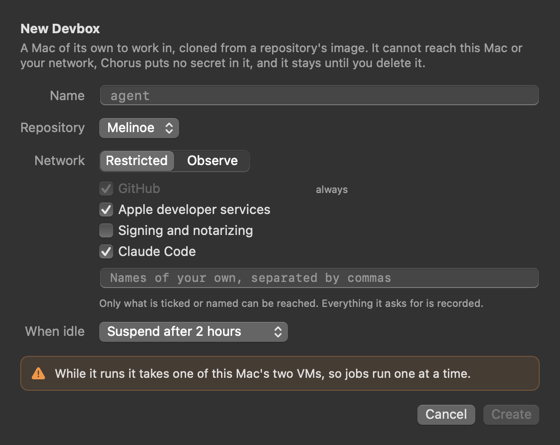 New Devbox
A Mac of its own to work in, cloned from a repository's image. It cannot reach this Mac or
your network, Chorus puts no secret in it, and it stays until you delete it.
Name agent
Repository Melinoe
Network Restricted Observe
GitHub always
Apple developer services
Signing and notarizing
Claude Code
Names of your own, separated by commas
Only what is ticked or named can be reached. Everything it asks for is recorded.
When idle Suspend after 2 hours
While it runs it takes one of this Mac's two VMs, so jobs run one at a time.
Cancel Create